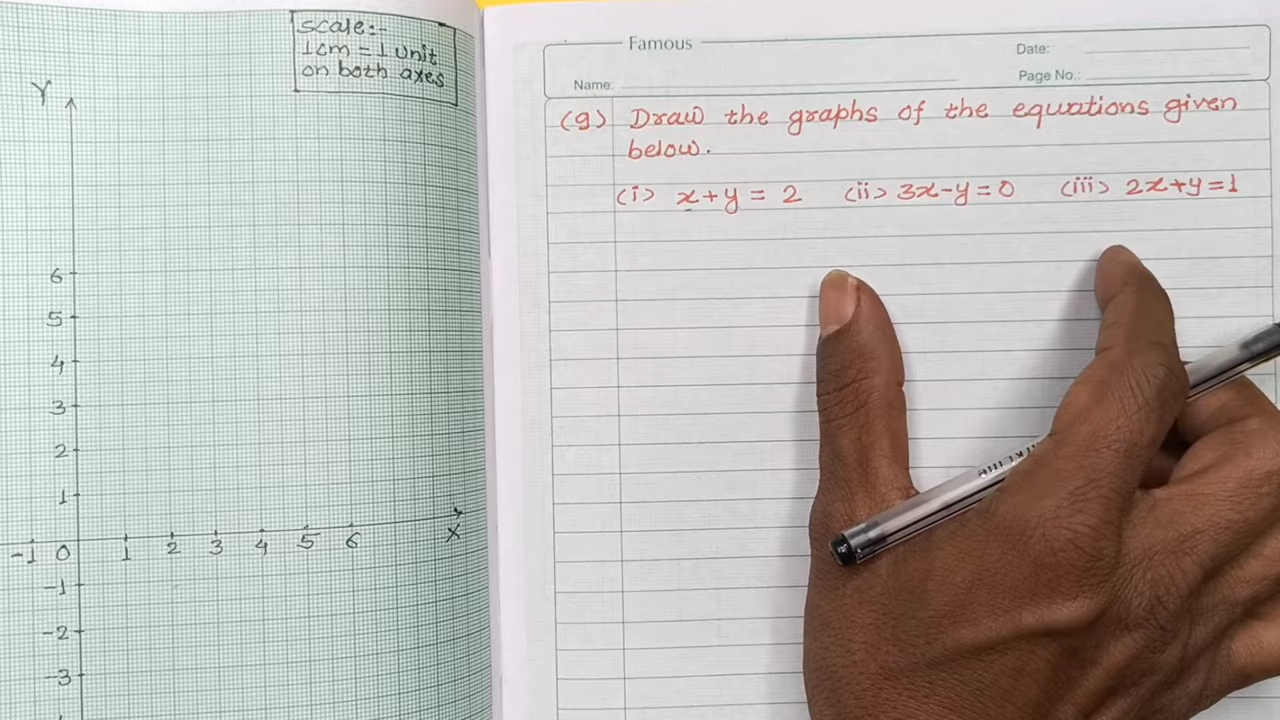 Scale:-
1cm = 1 unit
on both axes
Y
6
5
4
3
2
1
-1 0 1 2 3 4 5 6 X
-1
-2
-3
Famous
Date:
Name:
Page No.:
(9) Draw the graphs of the equations given
below.
(i) x+y = 2 (ii) 3x-y=0 (iii) 2x+y=1